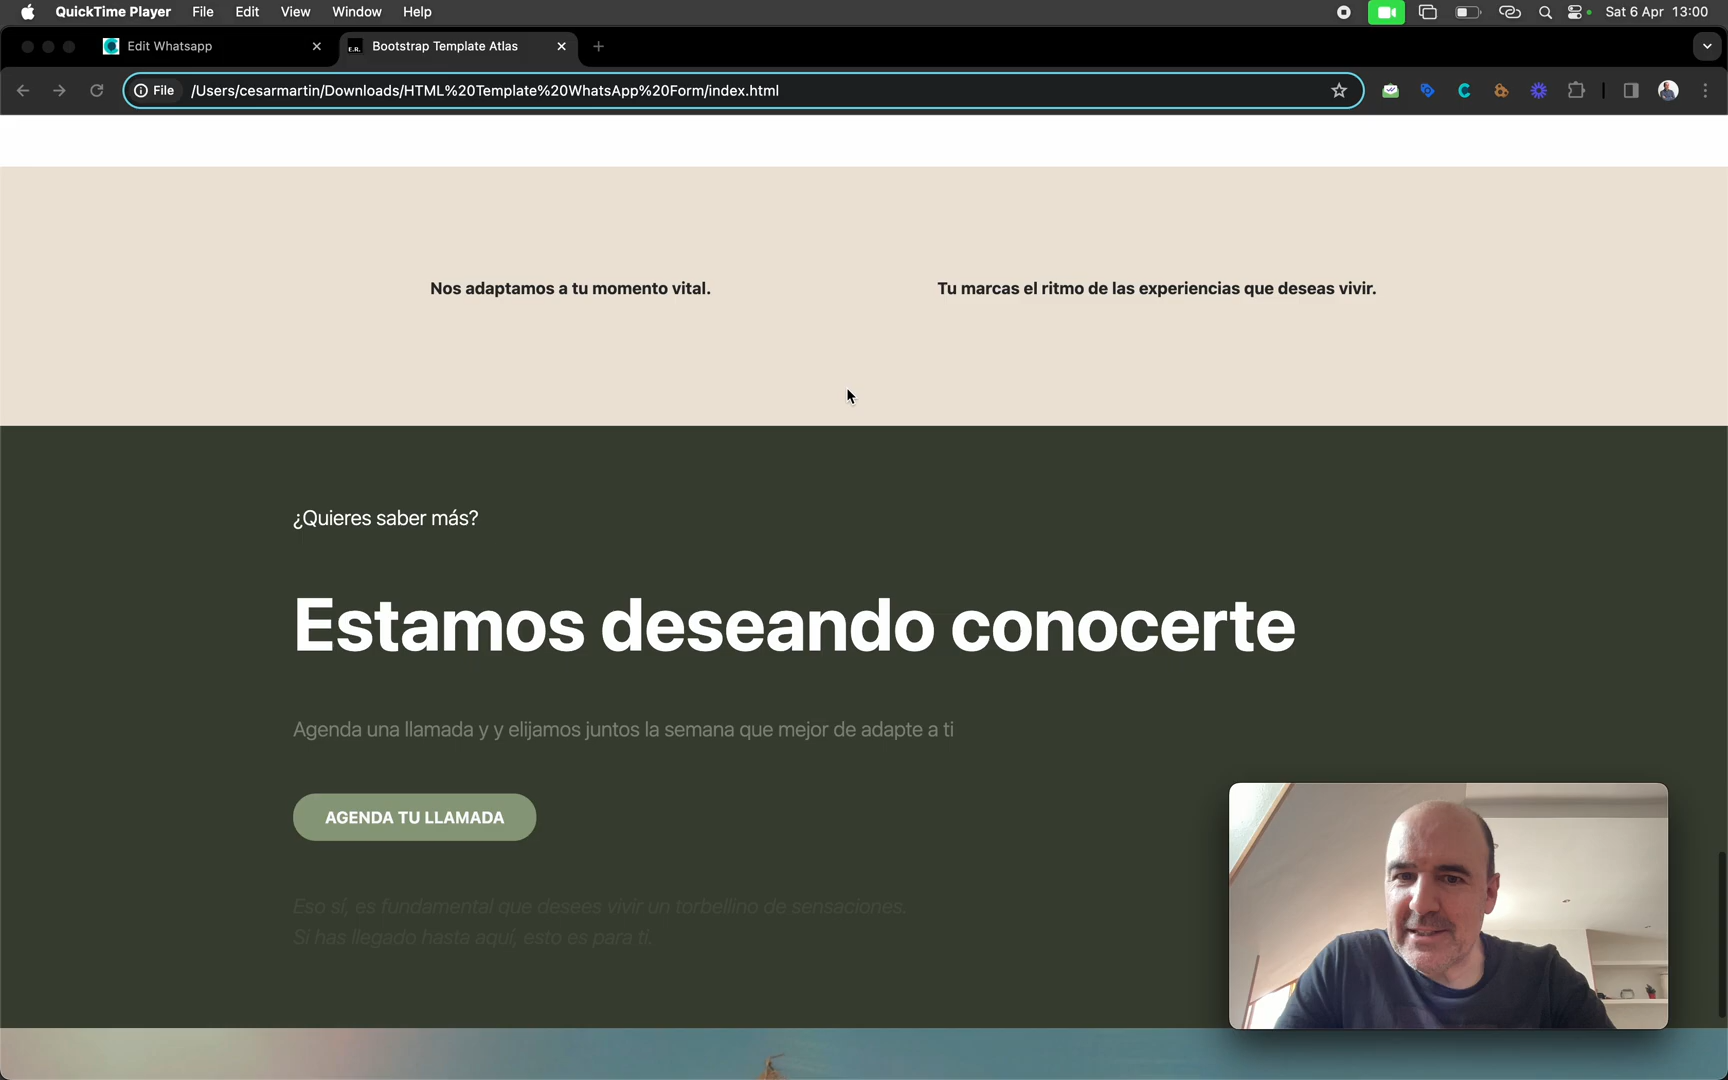 QuickTime Player File Edit View Window Help Sat 6 Apr 13:00
Edit Whatsapp E.R. Bootstrap Template Atlas
File /Users/cesarmartin/Downloads/HTML%20Template%20WhatsApp%20Form/index.html
Nos adaptamos a tu momento vital. Tu marcas el ritmo de las experiencias que deseas vivir.
¿Quieres saber más?
Estamos deseando conocerte
Agenda una llamada y y elijamos juntos la semana que mejor de adapte a ti
AGENDA TU LLAMADA
Eso sí, es fundamental que desees vivir un torbellino de sensaciones.
Si has llegado hasta aquí, esto es para ti.